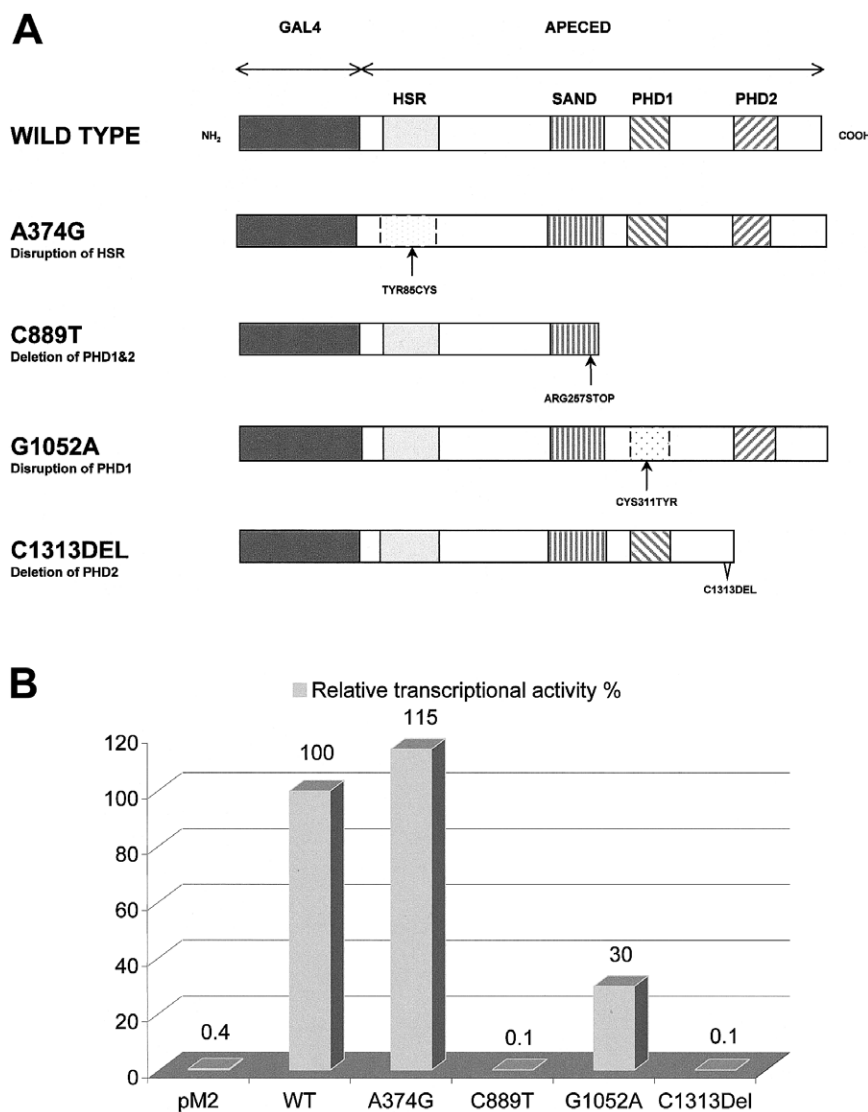 A
GAL4 APECED
HSR SAND PHD1 PHD2
WILD TYPE NH₂ COOH
A374G
Disruption of HSR
TYR85CYS
C889T
Deletion of PHD1&2
ARG257STOP
G1052A
Disruption of PHD1
CYS311TYR
C1313DEL
Deletion of PHD2
C1313DEL
B
Relative transcriptional activity %
120
100
80
60
40
20
0
0.4 100 115 0.1 30 0.1
pM2 WT A374G C889T G1052A C1313Del